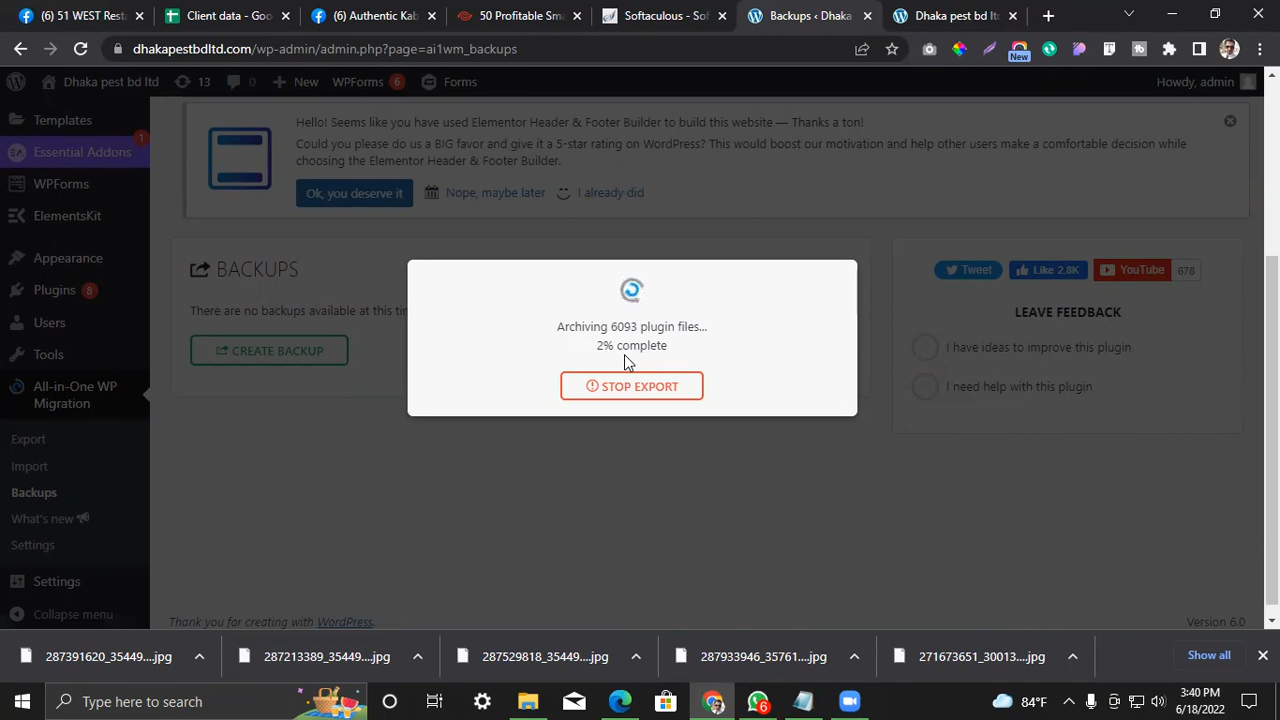 (6) 51 WEST Rest
Client data - Goo
(6) Authentic Kab
50 Profitable Sma
Softaculous - Sof
Backups ‹ Dhaka
Dhaka pest bd ltd
dhakapestbdltd.com/wp-admin/admin.php?page=ai1wm_backups
New
Dhaka pest bd ltd
13
0
New
WPForms 6
Forms
Howdy, admin
Templates
1
Essential Addons
WPForms
ElementsKit
Appearance
Plugins 8
Users
Tools
All-in-One WP
Migration
Export
Import
Backups
What's new
Settings
Settings
Collapse menu
Hello! Seems like you have used Elementor Header & Footer Builder to build this website — Thanks a ton!
Could you please do us a BIG favor and give it a 5-star rating on WordPress? This would boost our motivation and help other users make a comfortable decision while
choosing the Elementor Header & Footer Builder.
Ok, you deserve it
Nope, maybe later
I already did
BACKUPS
There are no backups available at this tim
CREATE BACKUP
Archiving 6093 plugin files...
2% complete
STOP EXPORT
Tweet
Like 2.8K
YouTube
678
LEAVE FEEDBACK
I have ideas to improve this plugin
I need help with this plugin
Thank you for creating with WordPress.
Version 6.0
287391620_35449....jpg
287213389_35449....jpg
287529818_35449....jpg
287933946_35761....jpg
271673651_30013....jpg
Show all
Type here to search
6
84°F
3:40 PM
6/18/2022